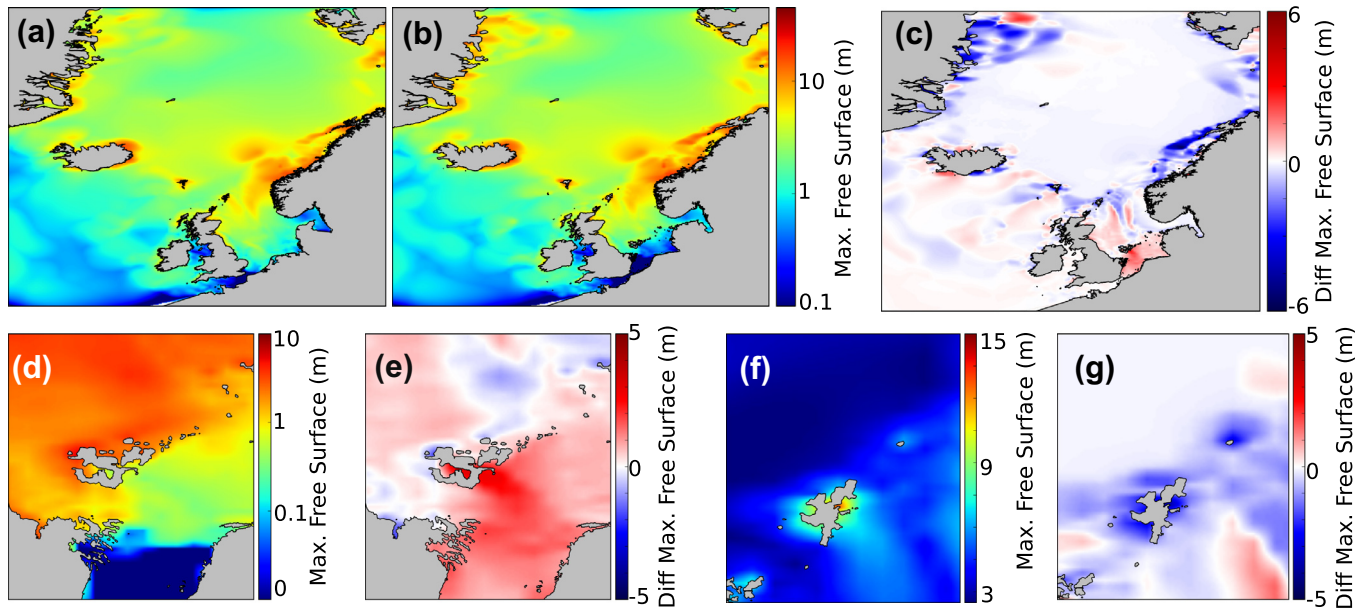 (a)
(b)
10
1
0.1
Max. Free Surface (m)
(c)
6
0
-6
Diff Max. Free Surface (m)
(d)
10
1
0.1
0
Max. Free Surface (m)
(e)
5
0
-5
Diff Max. Free Surface (m)
(f)
15
9
3
Max. Free Surface (m)
(g)
5
0
-5
Diff Max. Free Surface (m)